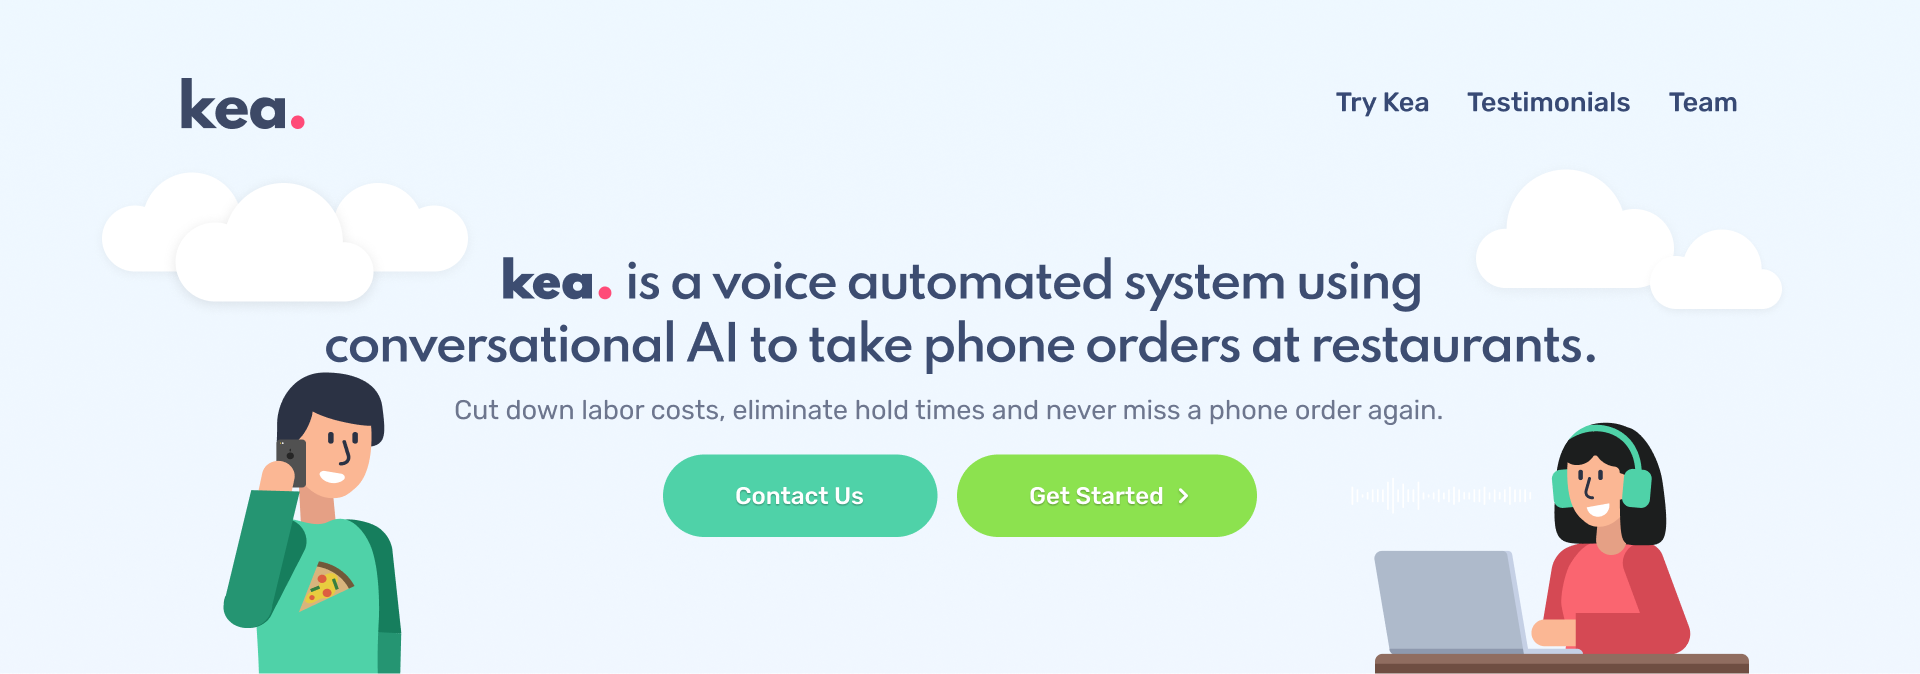 kea.
Try Kea Testimonials Team
kea. is a voice automated system using
conversational AI to take phone orders at restaurants.
Cut down labor costs, eliminate hold times and never miss a phone order again.
Contact Us
Get Started